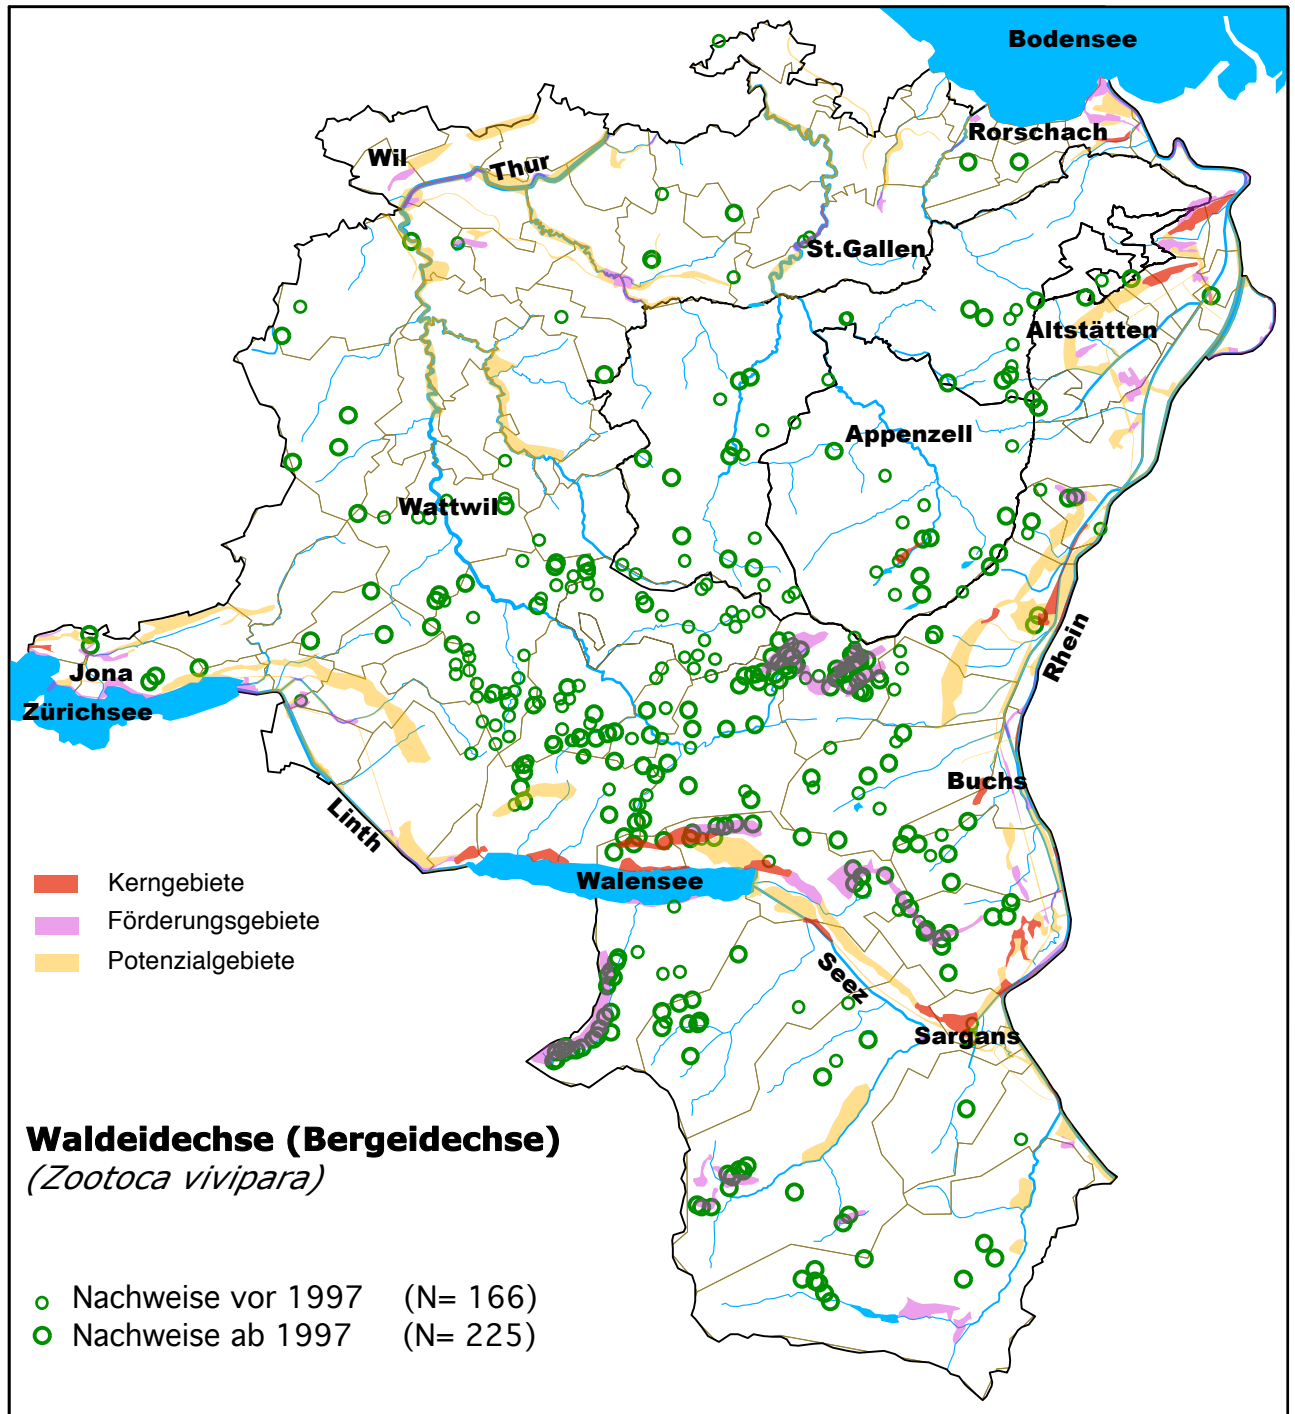 Bodensee
Rorschach
Wil
Thur
St.Gallen
Altstätten
Appenzell
Wattwil
Rhein
Jona
Zürichsee
Buchs
Linth
Walensee
Kerngebiete
Förderungsgebiete
Potenzialgebiete
Seez
Sargans
Waldeidechse (Bergeidechse)
(Zootoca vivipara)
Nachweise vor 1997 (N= 166)
Nachweise ab 1997 (N= 225)